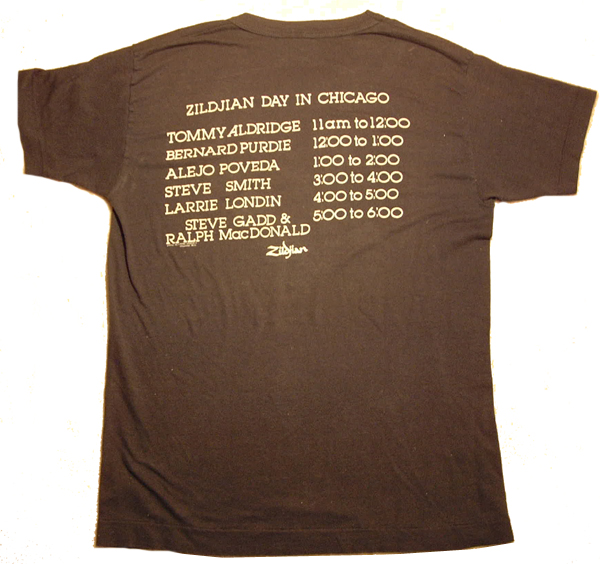 ZILDJIAN DAY IN CHICAGO
TOMMY ALDRIDGE 11am to 12:00
BERNARD PURDIE 12:00 to 1:00
ALEJO POVEDA 1:00 to 2:00
STEVE SMITH 3:00 to 4:00
LARRIE LONDIN 4:00 to 5:00
STEVE GADD & 5:00 to 6:00
RALPH MacDONALD
Zildjian